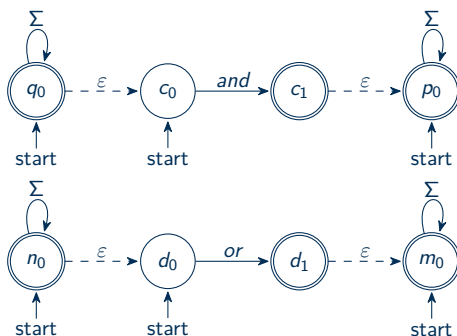 Σ Σ
q0 ε c0 and c1 ε p0
start start start
Σ Σ
n0 ε d0 or d1 ε m0
start start start